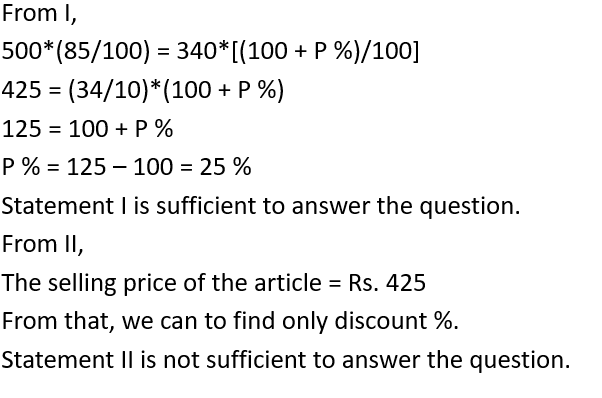 From I,
500*(85/100) = 340*[(100 + P %)/100]
425 = (34/10)*(100 + P %)
125 = 100 + P %
P % = 125 – 100 = 25 %
Statement I is sufficient to answer the question.
From II,
The selling price of the article = Rs. 425
From that, we can to find only discount %.
Statement II is not sufficient to answer the question.